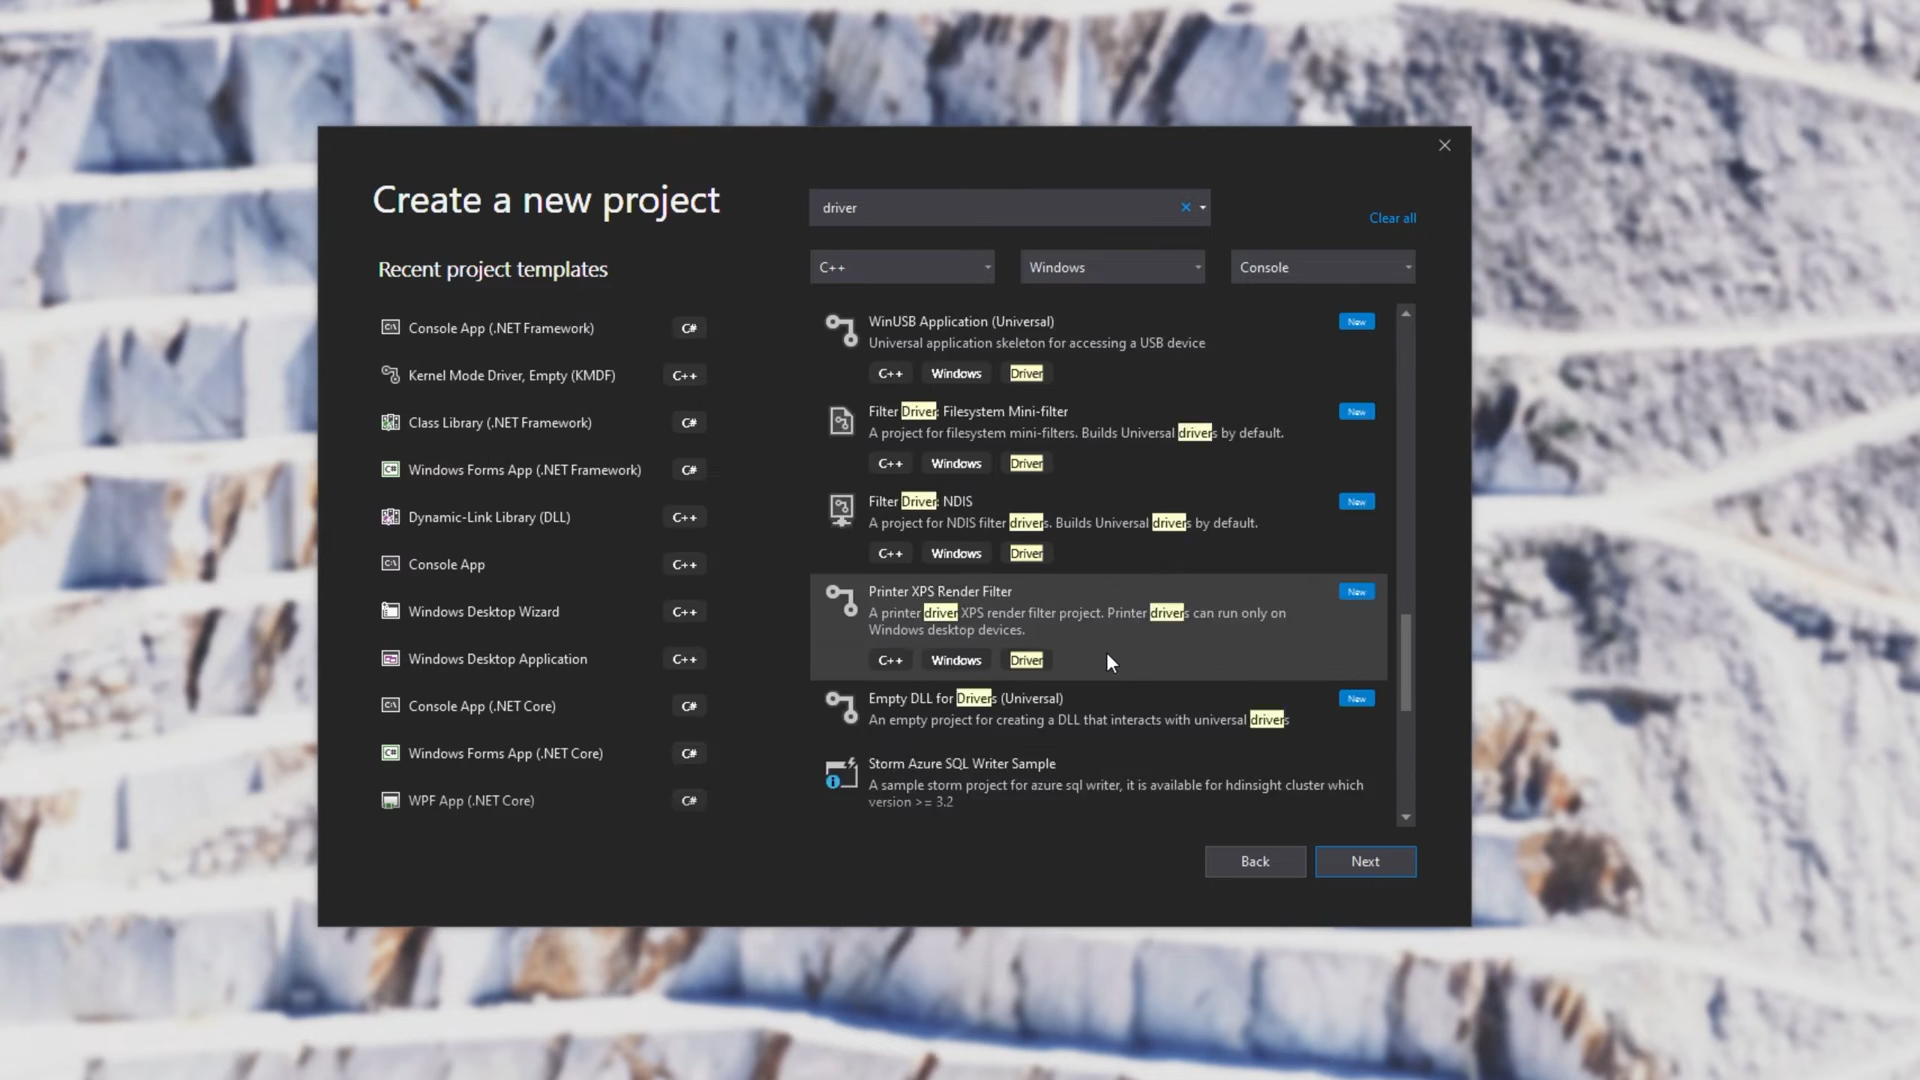 Create a new project
driver
Clear all
C++
Windows
Console
Recent project templates
Console App (.NET Framework) C#
Kernel Mode Driver, Empty (KMDF) C++
Class Library (.NET Framework) C#
Windows Forms App (.NET Framework) C#
Dynamic-Link Library (DLL) C++
Console App C++
Windows Desktop Wizard C++
Windows Desktop Application C++
Console App (.NET Core) C#
Windows Forms App (.NET Core) C#
WPF App (.NET Core) C#
WinUSB Application (Universal) New
Universal application skeleton for accessing a USB device
C++ Windows Driver
Filter Driver: Filesystem Mini-filter New
A project for filesystem mini-filters. Builds Universal drivers by default.
C++ Windows Driver
Filter Driver: NDIS New
A project for NDIS filter drivers. Builds Universal drivers by default.
C++ Windows Driver
Printer XPS Render Filter New
A printer driver XPS render filter project. Printer drivers can run only on
Windows desktop devices.
C++ Windows Driver
Empty DLL for Drivers (Universal) New
An empty project for creating a DLL that interacts with universal drivers
Storm Azure SQL Writer Sample
A sample storm project for azure sql writer, it is available for hdinsight cluster which
version >= 3.2
Back
Next